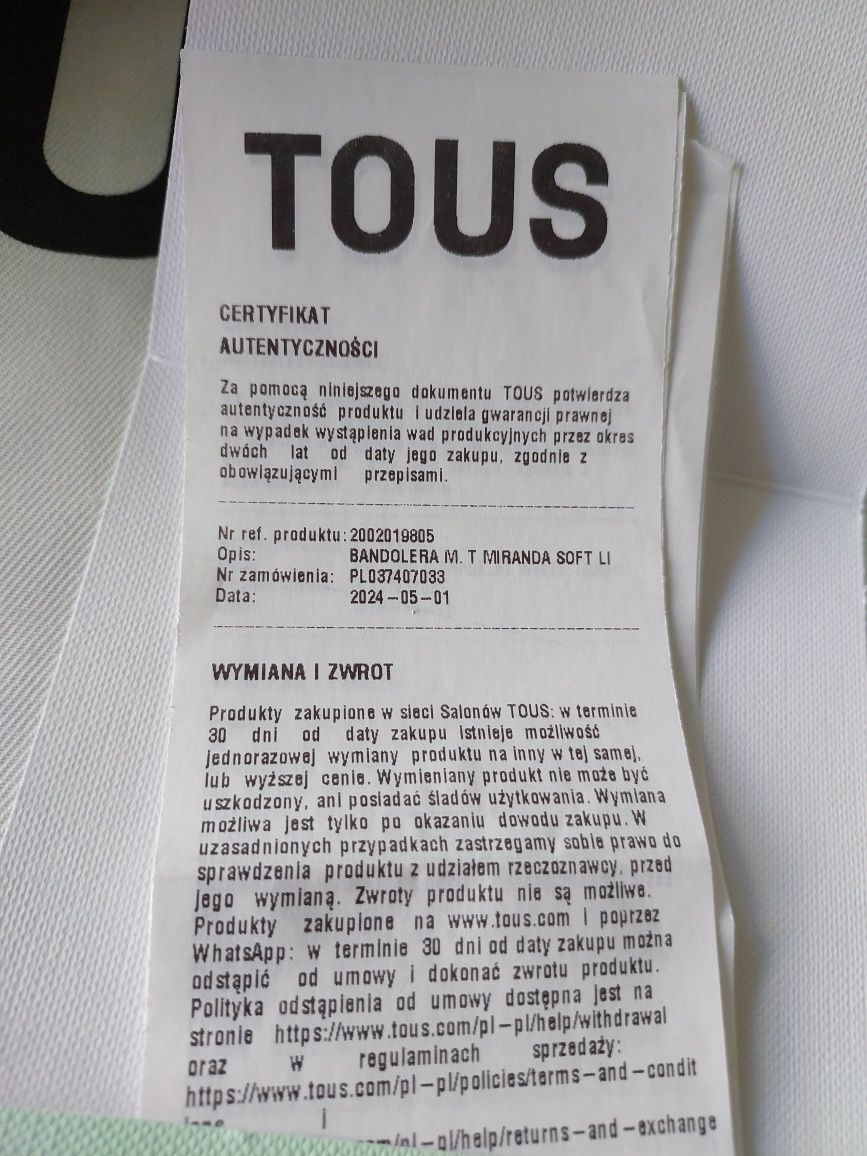 TOUS
CERTYFIKAT
AUTENTYCZNOŚCI
Za pomocą niniejszego dokumentu TOUS potwierdza
autentyczność produktu i udziela gwarancji prawnej
na wypadek wystąpienia wad produkcyjnych przez okres
dwóch lat od daty jego zakupu, zgodnie z
obowiązującymi przepisami.
Nr ref. produktu: 2002019805
Opis: BANDOLERA M. T MIRANDA SOFT LI
Nr zamówienia: PL037407033
Data: 2024-05-01
WYMIANA I ZWROT
Produkty zakupione w sieci Salonów TOUS: w terminie
30 dni od daty zakupu istnieje możliwość
jednorazowej wymiany produktu na inny w tej samej,
lub wyższej cenie. Wymieniany produkt nie może być
uszkodzony, ani posiadać śladów użytkowania. Wymiana
możliwa jest tylko po okazaniu dowodu zakupu. W
uzasadnionych przypadkach zastrzegamy sobie prawo do
sprawdzenia produktu z udziałem rzeczoznawcy, przed
jego wymianą. Zwroty produktu nie są możliwe.
Produkty zakupione na www.tous.com i poprzez
WhatsApp: w terminie 30 dni od daty zakupu można
odstąpić od umowy i dokonać zwrotu produktu.
Polityka odstąpienia od umowy dostępna jest na
stronie https://www.tous.com/pl-pl/help/withdrawal
oraz w regulaminach sprzedaży:
https://www.tous.com/pl-pl/policies/terms-and-condit
i
/pl-pl/help/returns-and-exchange